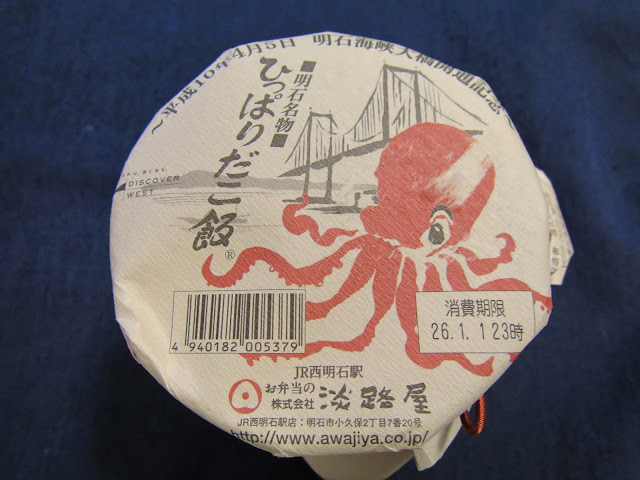 ~平成10年4月5日 明石海峡大橋開通記念~
■明石名物■
ひっぱりだこ飯®
DISCOVER
WEST
4 940182 005379
消費期限
26.1. 1 23時
JR西明石駅
お弁当の
株式会社 淡路屋
JR西明石駅店：明石市小久保2丁目7番20号
http://www.awajiya.co.jp/